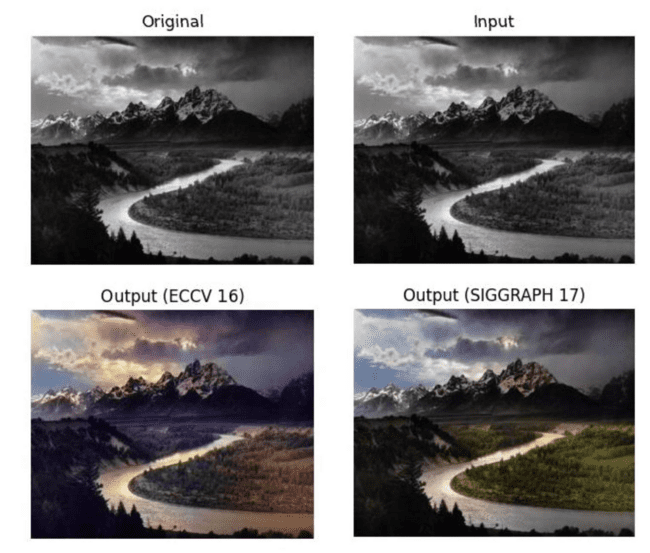 Original
Input
Output (ECCV 16)
Output (SIGGRAPH 17)